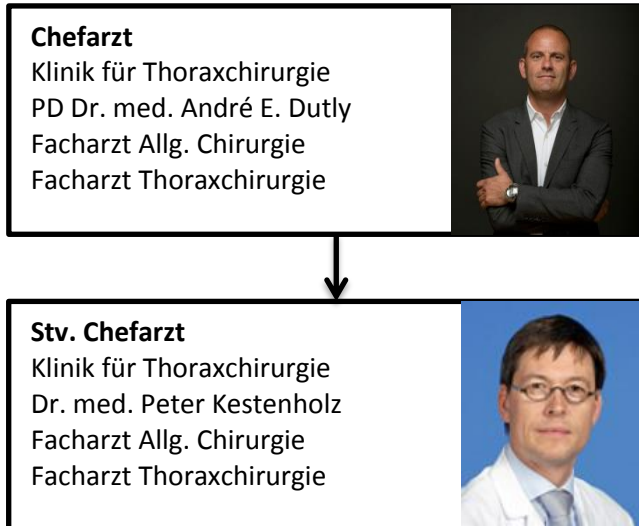 Chefarzt
Klinik für Thoraxchirurgie
PD Dr. med. André E. Dutly
Facharzt Allg. Chirurgie
Facharzt Thoraxchirurgie
Stv. Chefarzt
Klinik für Thoraxchirurgie
Dr. med. Peter Kestenholz
Facharzt Allg. Chirurgie
Facharzt Thoraxchirurgie